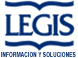 LEGIS
INFORMACION Y SOLUCIONES